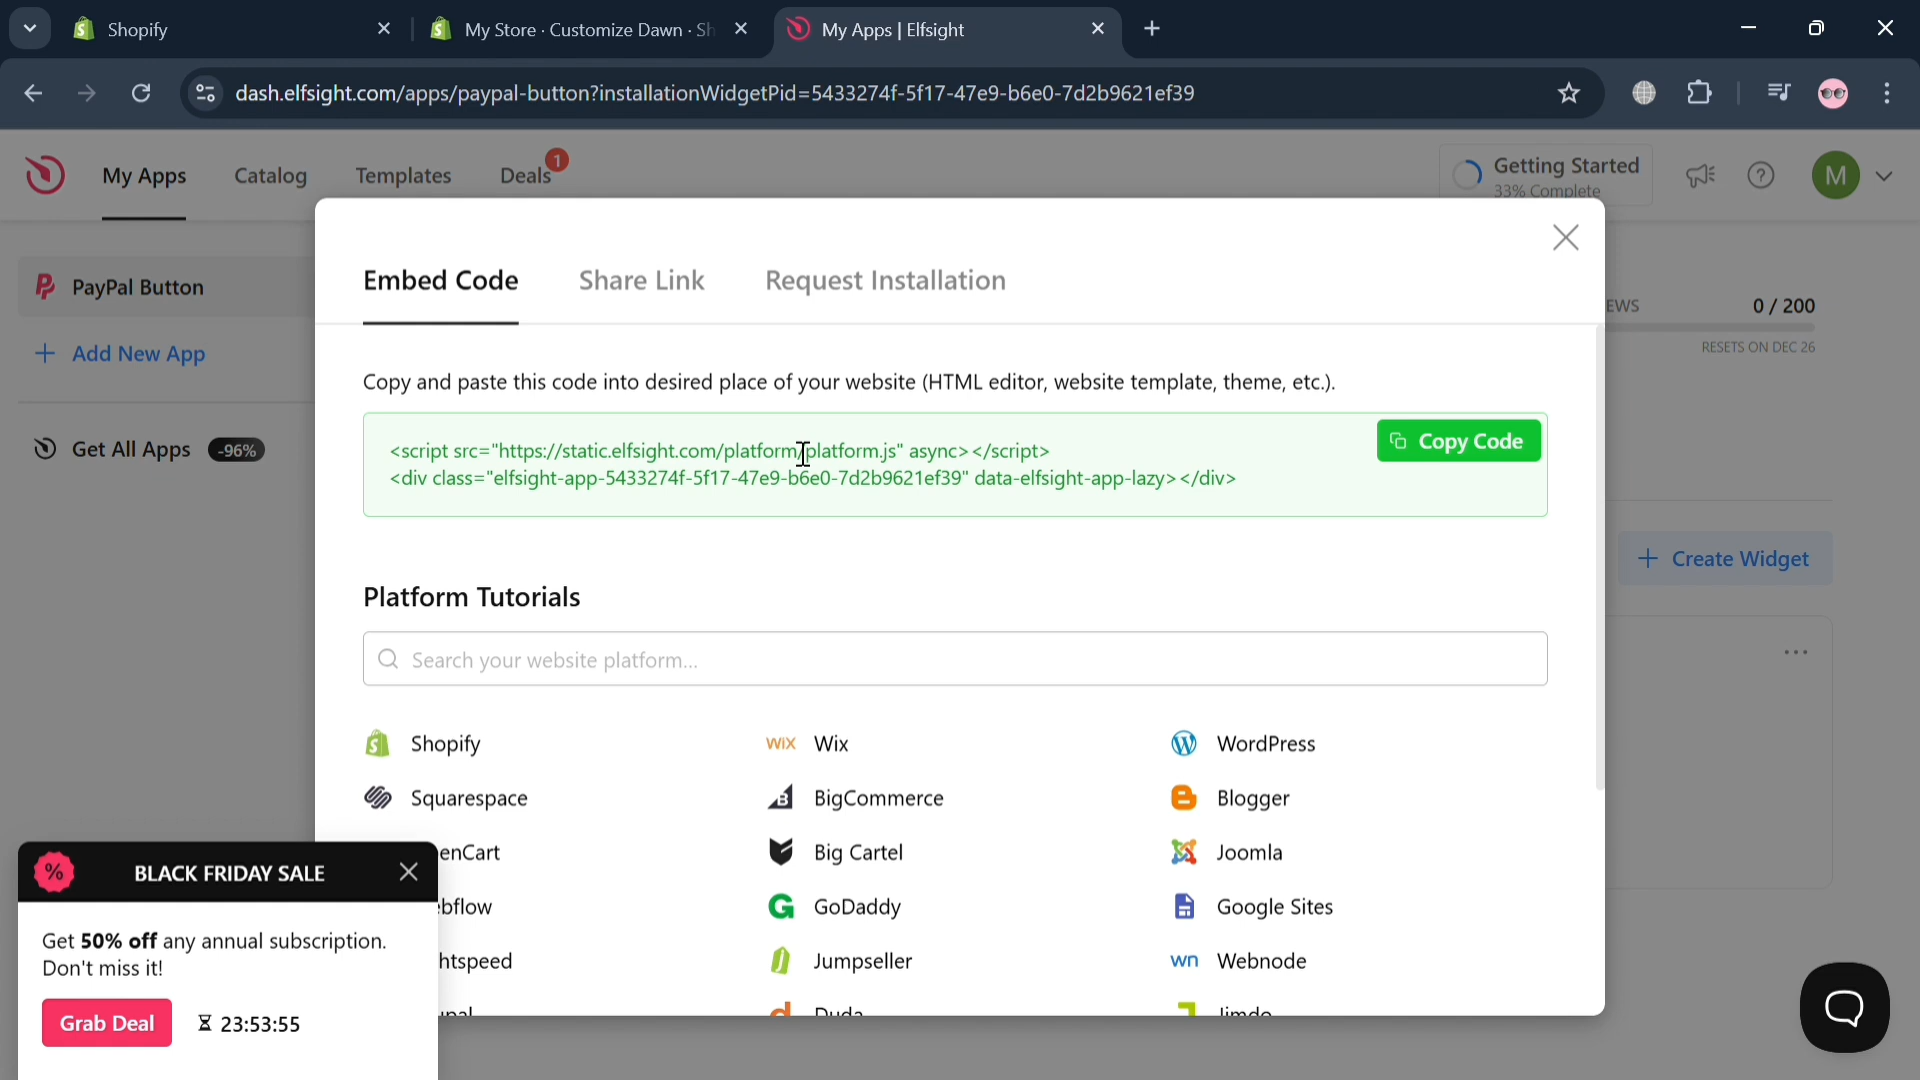 Shopify
My Store · Customize Dawn · Sh
My Apps | Elfsight
dash.elfsight.com/apps/paypal-button?installationWidgetPid=5433274f-5f17-47e9-b6e0-7d2b9621ef39
My Apps
Catalog
Templates
Deals
1
Getting Started
33% Complete
M
PayPal Button
Add New App
Get All Apps -96%
EWS
0 / 200
RESETS ON DEC 26
Create Widget
Embed Code
Share Link
Request Installation
Copy and paste this code into desired place of your website (HTML editor, website template, theme, etc.).
<script src="https://static.elfsight.com/platform/platform.js" async></script>
<div class="elfsight-app-5433274f-5f17-47e9-b6e0-7d2b9621ef39" data-elfsight-app-lazy></div>
Copy Code
Platform Tutorials
Search your website platform...
Shopify
WIX Wix
WordPress
Squarespace
BigCommerce
Blogger
enCart
Big Cartel
Joomla
bflow
GoDaddy
Google Sites
htspeed
Jumpseller
wn Webnode
Duda
Jimdo
% BLACK FRIDAY SALE
Get 50% off any annual subscription.
Don't miss it!
Grab Deal
23:53:55